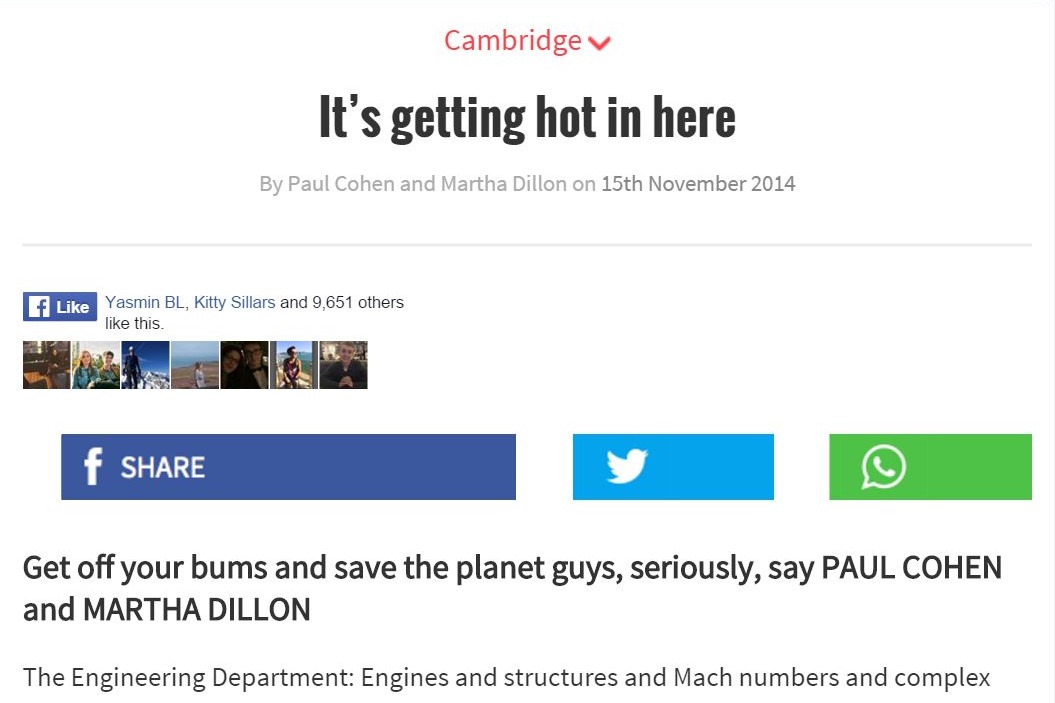 Cambridge
It's getting hot in here
By Paul Cohen and Martha Dillon on 15th November 2014
Like
Yasmin BL, Kitty Sillars and 9,651 others
like this.
SHARE
Get off your bums and save the planet guys, seriously, say PAUL COHEN
and MARTHA DILLON
The Engineering Department: Engines and structures and Mach numbers and complex